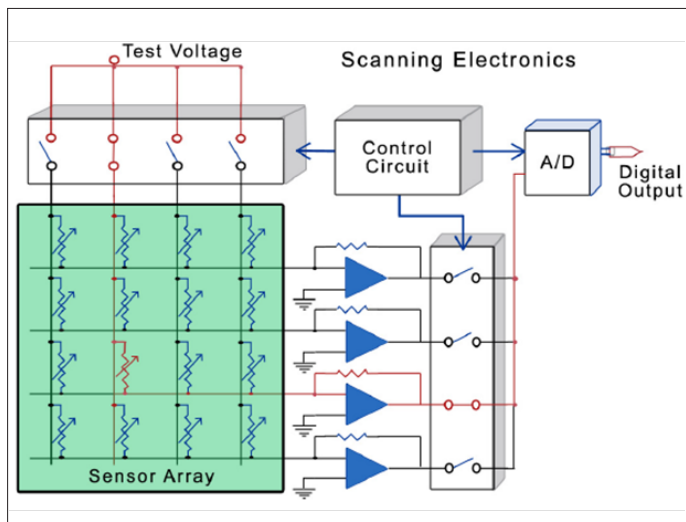 Test Voltage
Scanning Electronics
Control
Circuit
A/D
Digital
Output
Sensor Array